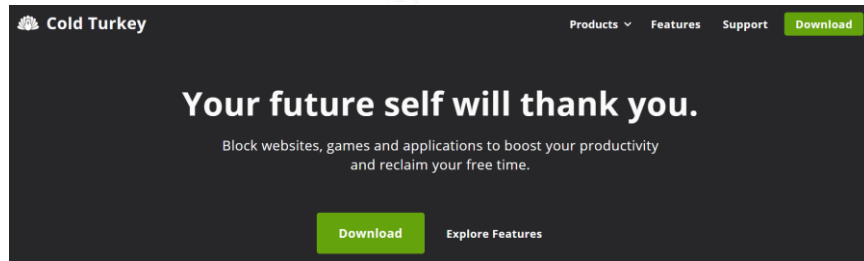 Cold Turkey
Products Features Support Download
Your future self will thank you.
Block websites, games and applications to boost your productivity
and reclaim your free time.
Download Explore Features